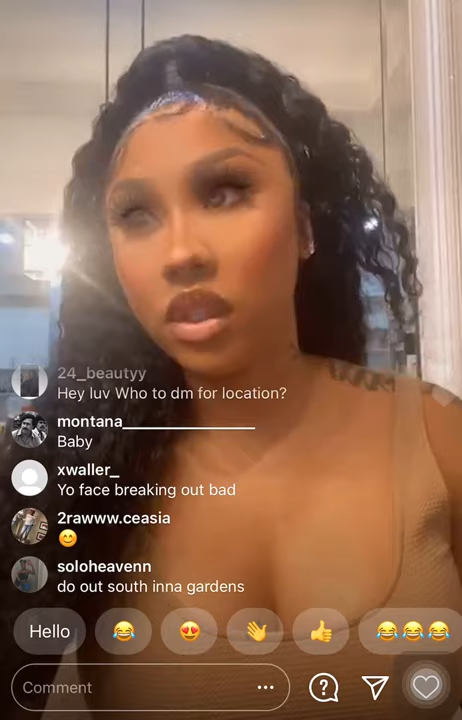 24_beautyy
Hey luv Who to dm for location?
montana______________
Baby
xwaller_
Yo face breaking out bad
2rawww.ceasia
😊
soloheavenn
do out south inna gardens
Hello 😂 😍 👋 👍 😂😂😂
Comment